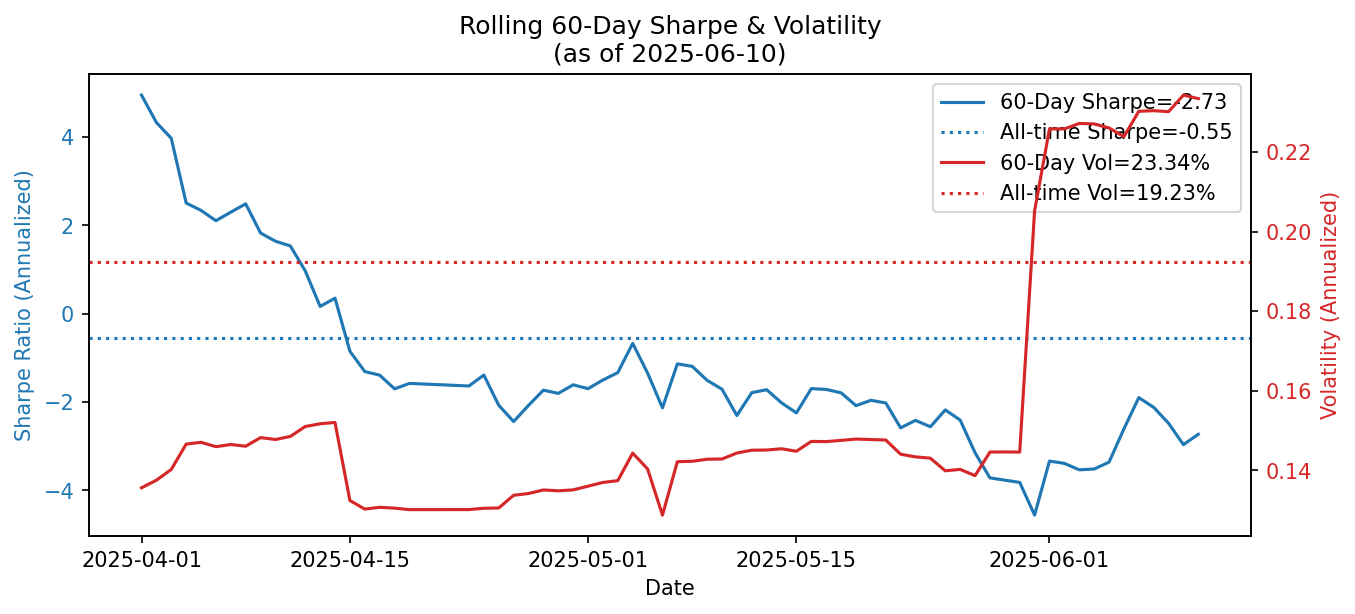 Rolling 60-Day Sharpe & Volatility
(as of 2025-06-10)
60-Day Sharpe=-2.73
All-time Sharpe=-0.55
60-Day Vol=23.34%
All-time Vol=19.23%
Sharpe Ratio (Annualized)
4
2
0
−2
−4
0.22
0.20
0.18
0.16
0.14
Volatility (Annualized)
2025-04-01
2025-04-15
2025-05-01
2025-05-15
2025-06-01
Date